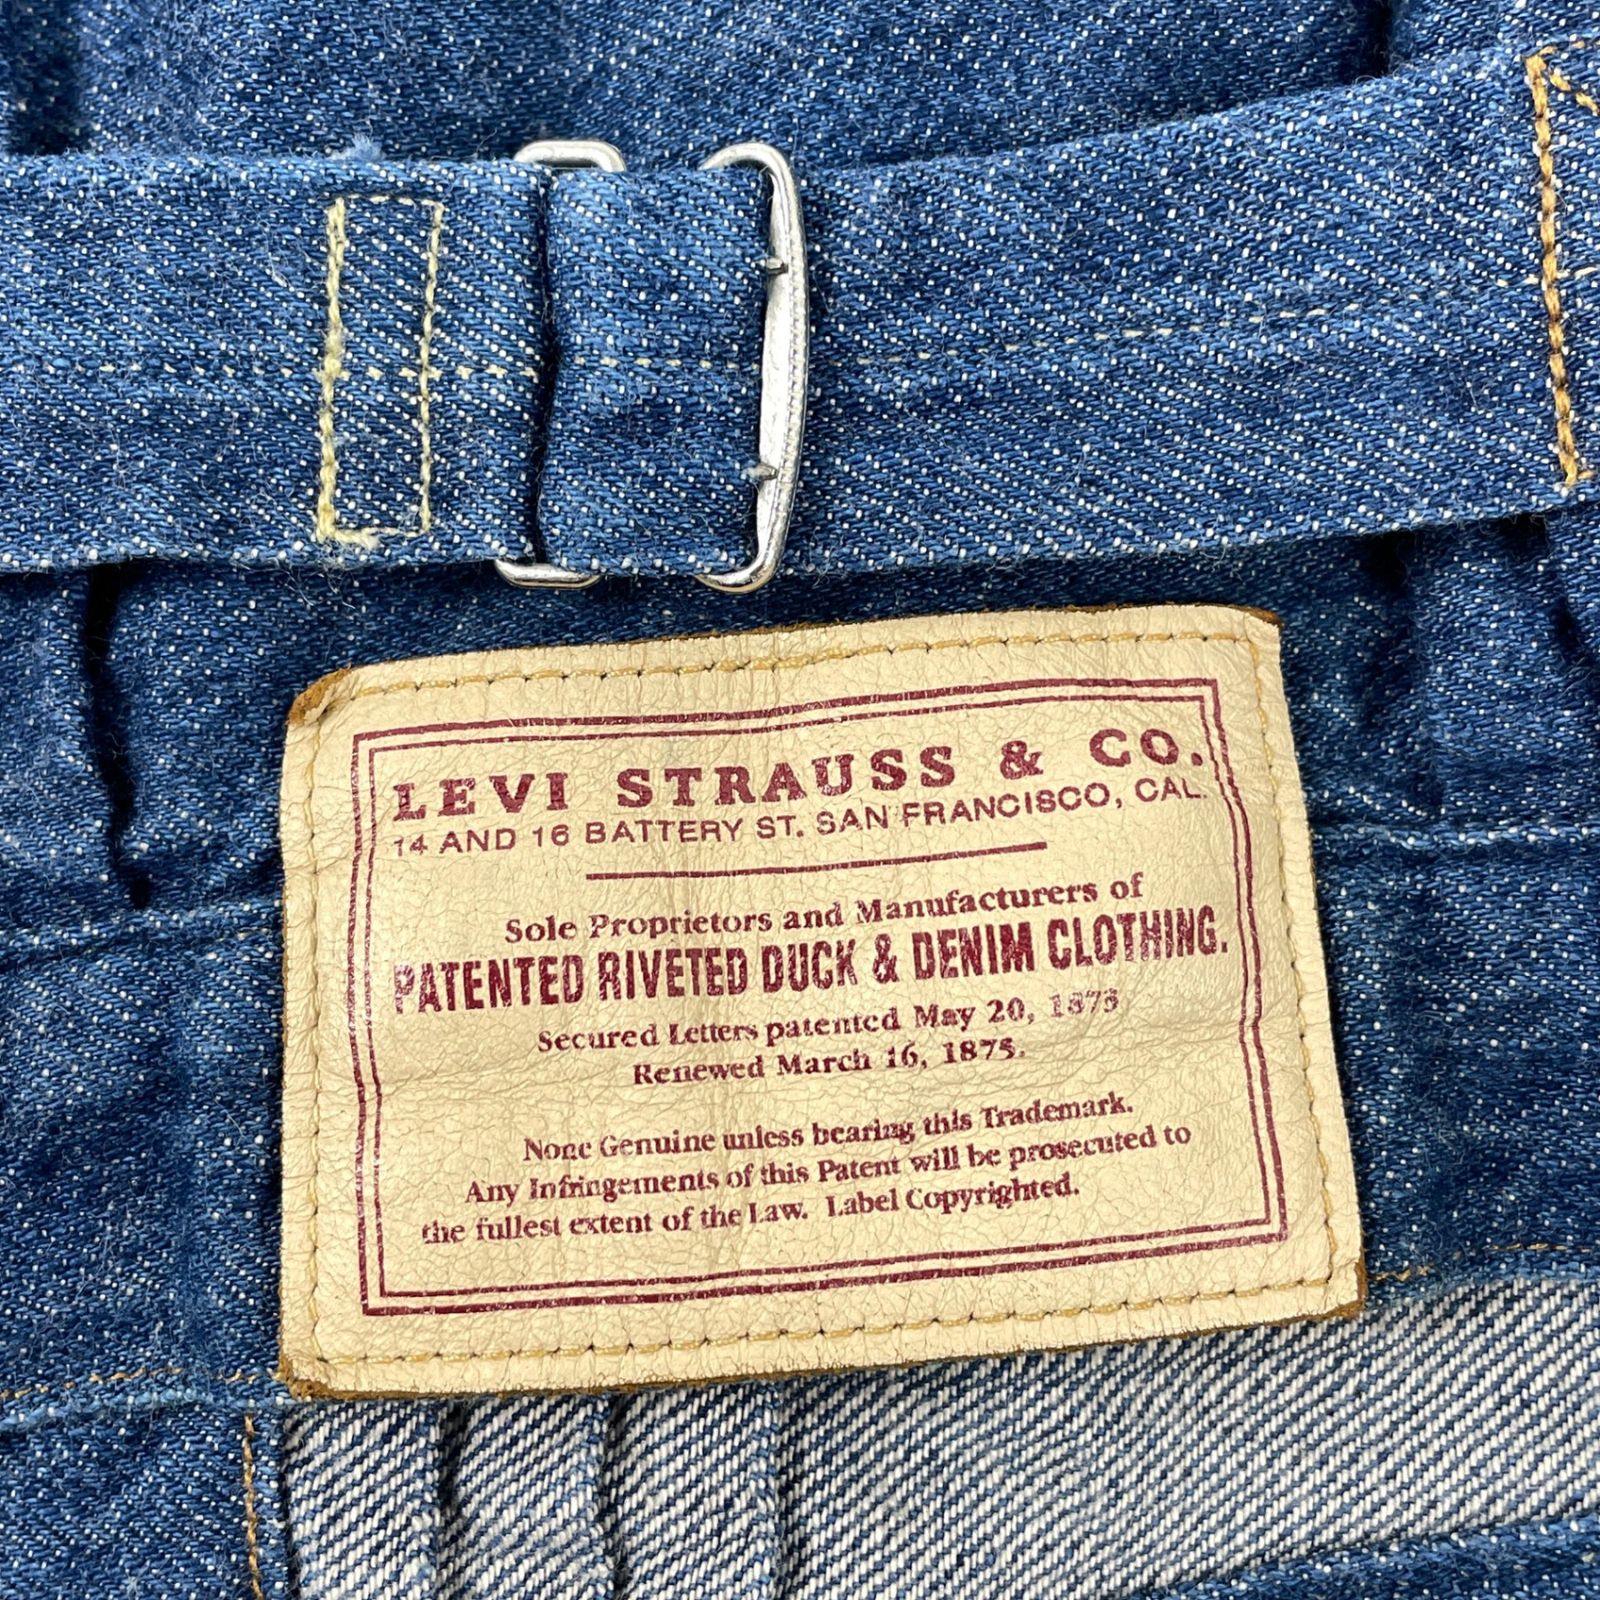 LEVI STRAUSS & CO.
14 AND 16 BATTERY ST. SAN FRANCISCO, CAL.
Sole Proprietors and Manufacturers of
PATENTED RIVETED DUCK & DENIM CLOTHING.
Secured Letters patented May 20, 1873
Renewed March 16, 1875.
None Genuine unless bearing this Trademark.
Any Infringements of this Patent will be prosecuted to
the fullest extent of the Law. Label Copyrighted.